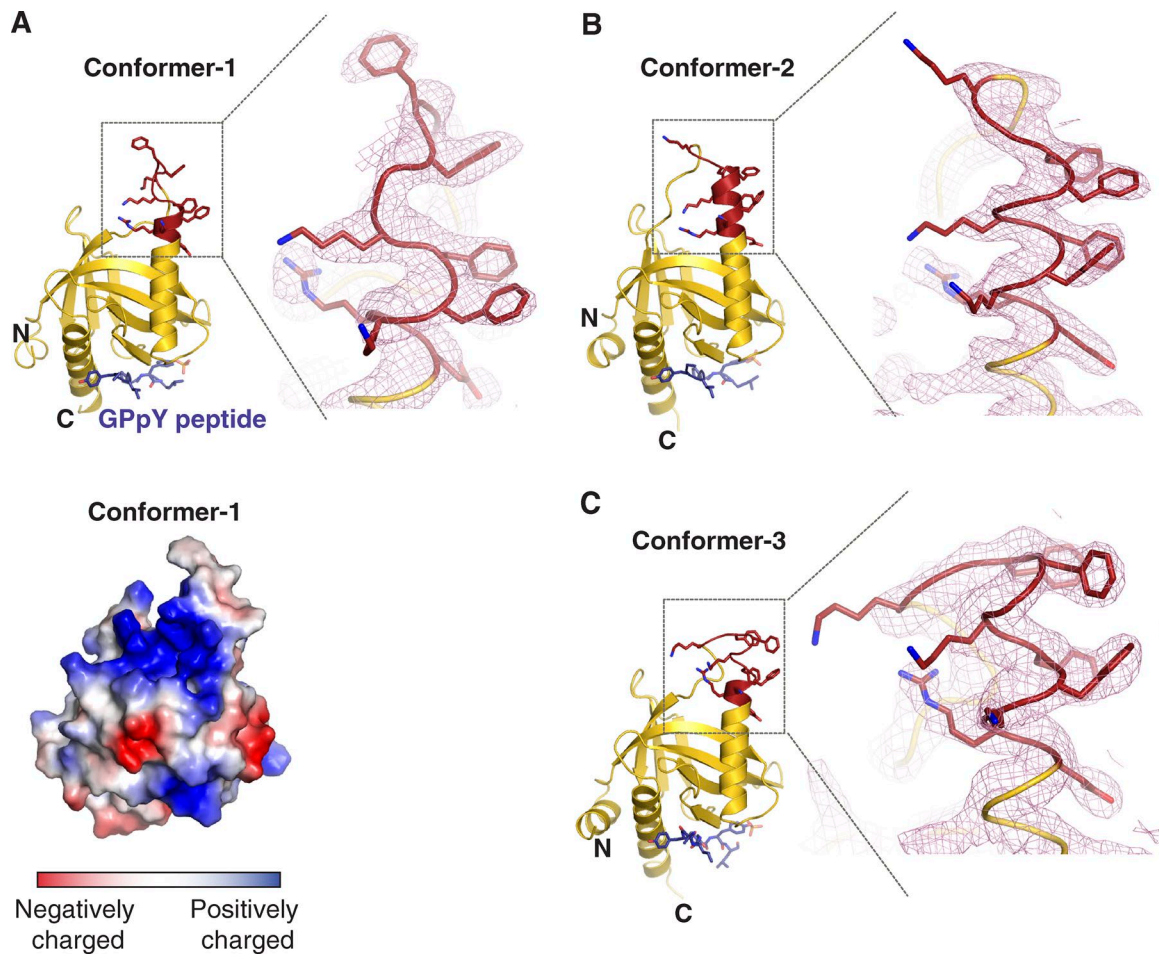 A
Conformer-1
N
C
GPpY peptide
B
Conformer-2
N
C
Conformer-1
Negatively
charged
Positively
charged
C
Conformer-3
N
C